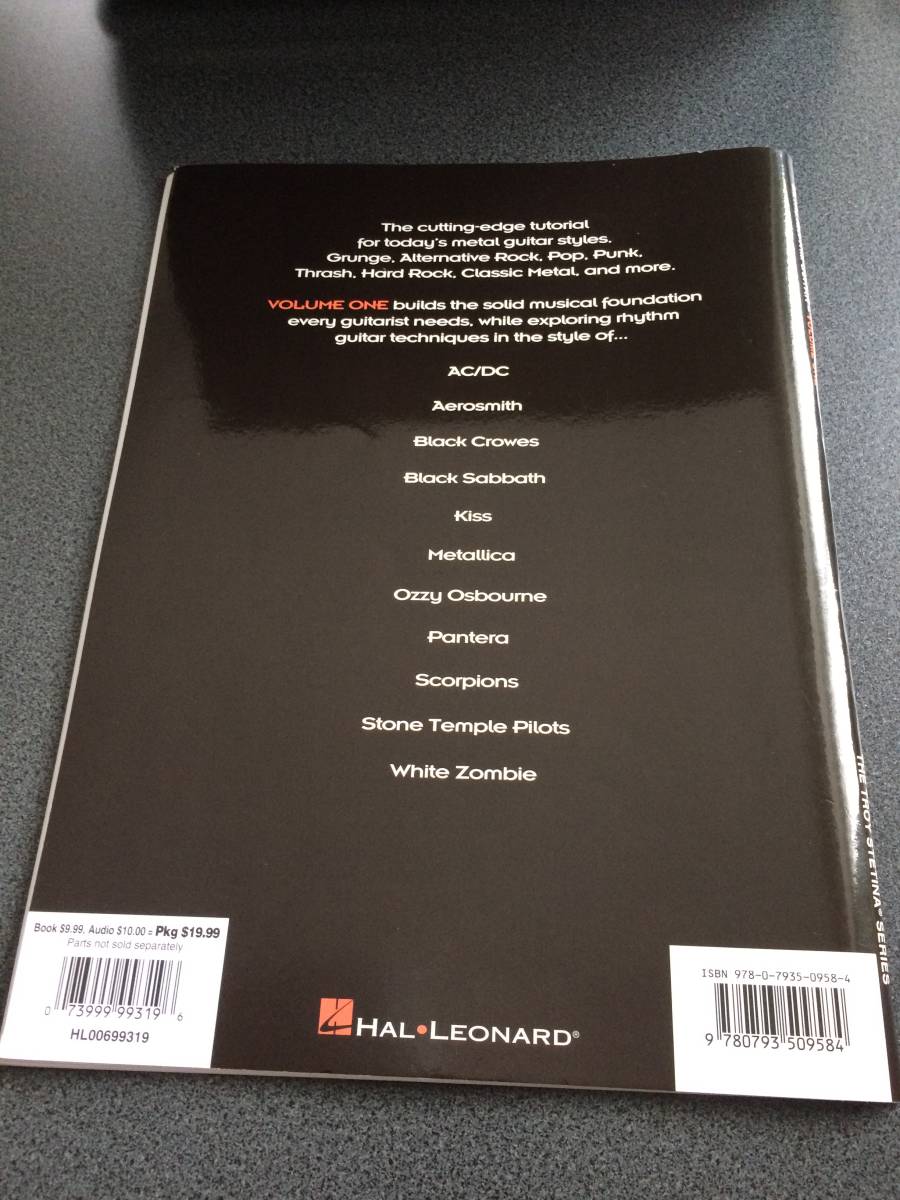 The cutting-edge tutorial
for today's metal guitar styles.
Grunge, Alternative Rock, Pop, Punk,
Thrash, Hard Rock, Classic Metal, and more.
VOLUME ONE builds the solid musical foundation
every guitarist needs, while exploring rhythm
guitar techniques in the style of...
AC/DC
Aerosmith
Black Crowes
Black Sabbath
Kiss
Metallica
Ozzy Osbourne
Pantera
Scorpions
Stone Temple Pilots
White Zombie
THE TROY STETINA® SERIES
Book $9.99, Audio $10.00 = Pkg $19.99
Parts not sold separately
0 73999 99319 6
HL00699319
HAL•LEONARD®
ISBN 978-0-7935-0958-4
9 780793 509584